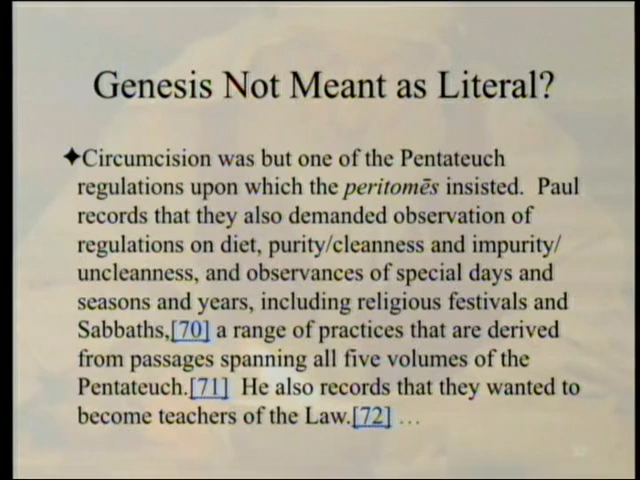 Genesis Not Meant as Literal?
✦Circumcision was but one of the Pentateuch
regulations upon which the peritomēs insisted.  Paul
records that they also demanded observation of
regulations on diet, purity/cleanness and impurity/
uncleanness, and observances of special days and
seasons and years, including religious festivals and
Sabbaths,[70] a range of practices that are derived
from passages spanning all five volumes of the
Pentateuch.[71]  He also records that they wanted to
become teachers of the Law.[72] …